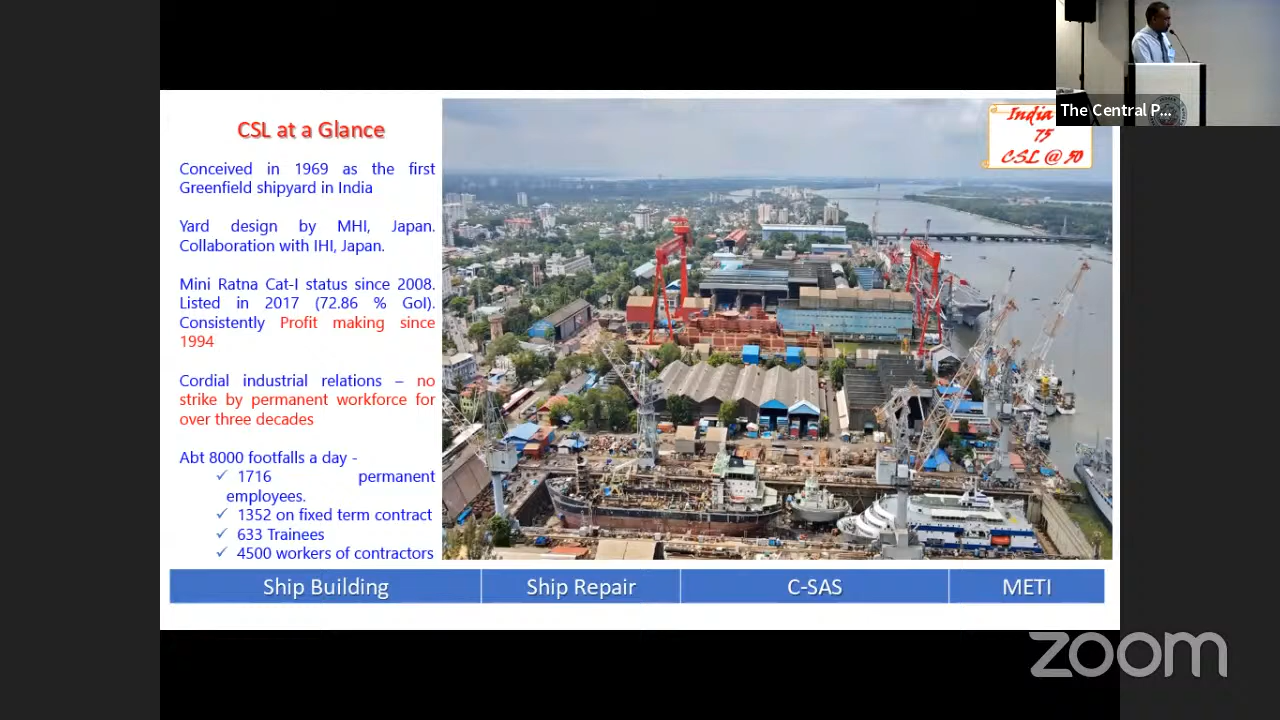 CSL at a Glance
Conceived in 1969 as the first
Greenfield shipyard in India
Yard design by MHI, Japan.
Collaboration with IHI, Japan.
Mini Ratna Cat-I status since 2008.
Listed in 2017 (72.86 % GoI).
Consistently Profit making since
1994
Cordial industrial relations – no
strike by permanent workforce for
over three decades
Abt 8000 footfalls a day -
✓ 1716 permanent
employees.
✓ 1352 on fixed term contract
✓ 633 Trainees
✓ 4500 workers of contractors
India
75
CSL @ 50
The Central P...
Ship Building
Ship Repair
C-SAS
METI
zoom